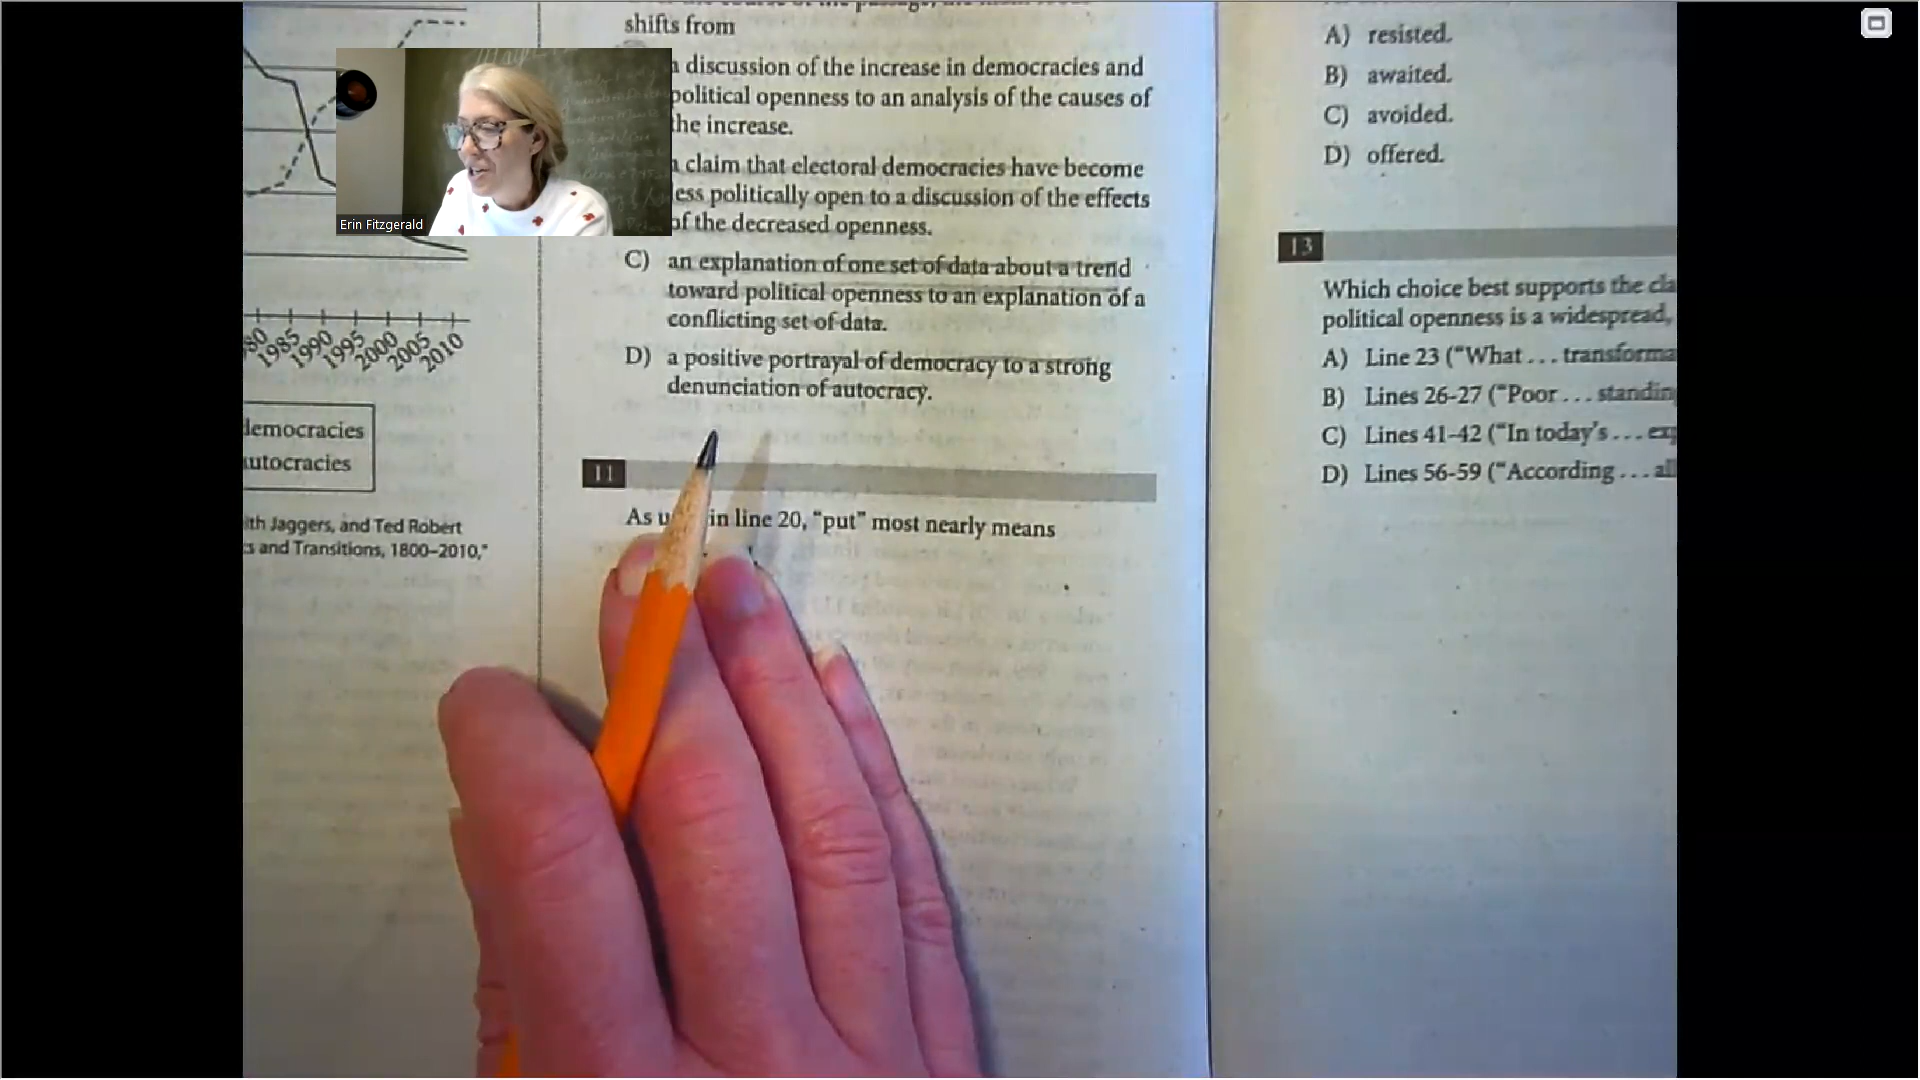 shifts from
a discussion of the increase in democracies and
political openness to an analysis of the causes of
the increase.
a claim that electoral democracies have become
ess politically open to a discussion of the effects
of the decreased openness.
C) an explanation of one set of data about a trend
toward political openness to an explanation of a
conflicting set of data.
D) a positive portrayal of democracy to a strong
denunciation of autocracy.
11
As u in line 20, “put” most nearly means
A) resisted.
B) awaited.
C) avoided.
D) offered.
13
Which choice best supports the cla
political openness is a widespread,
A) Line 23 (“What . . . transforma
B) Lines 26-27 (“Poor . . . standin
C) Lines 41-42 (“In today’s . . . exp
D) Lines 56-59 (“According . . . all
80 1985 1990 1995 2000 2005 2010
democracies
utocracies
ith Jaggers, and Ted Robert
s and Transitions, 1800–2010,”
Erin Fitzgerald